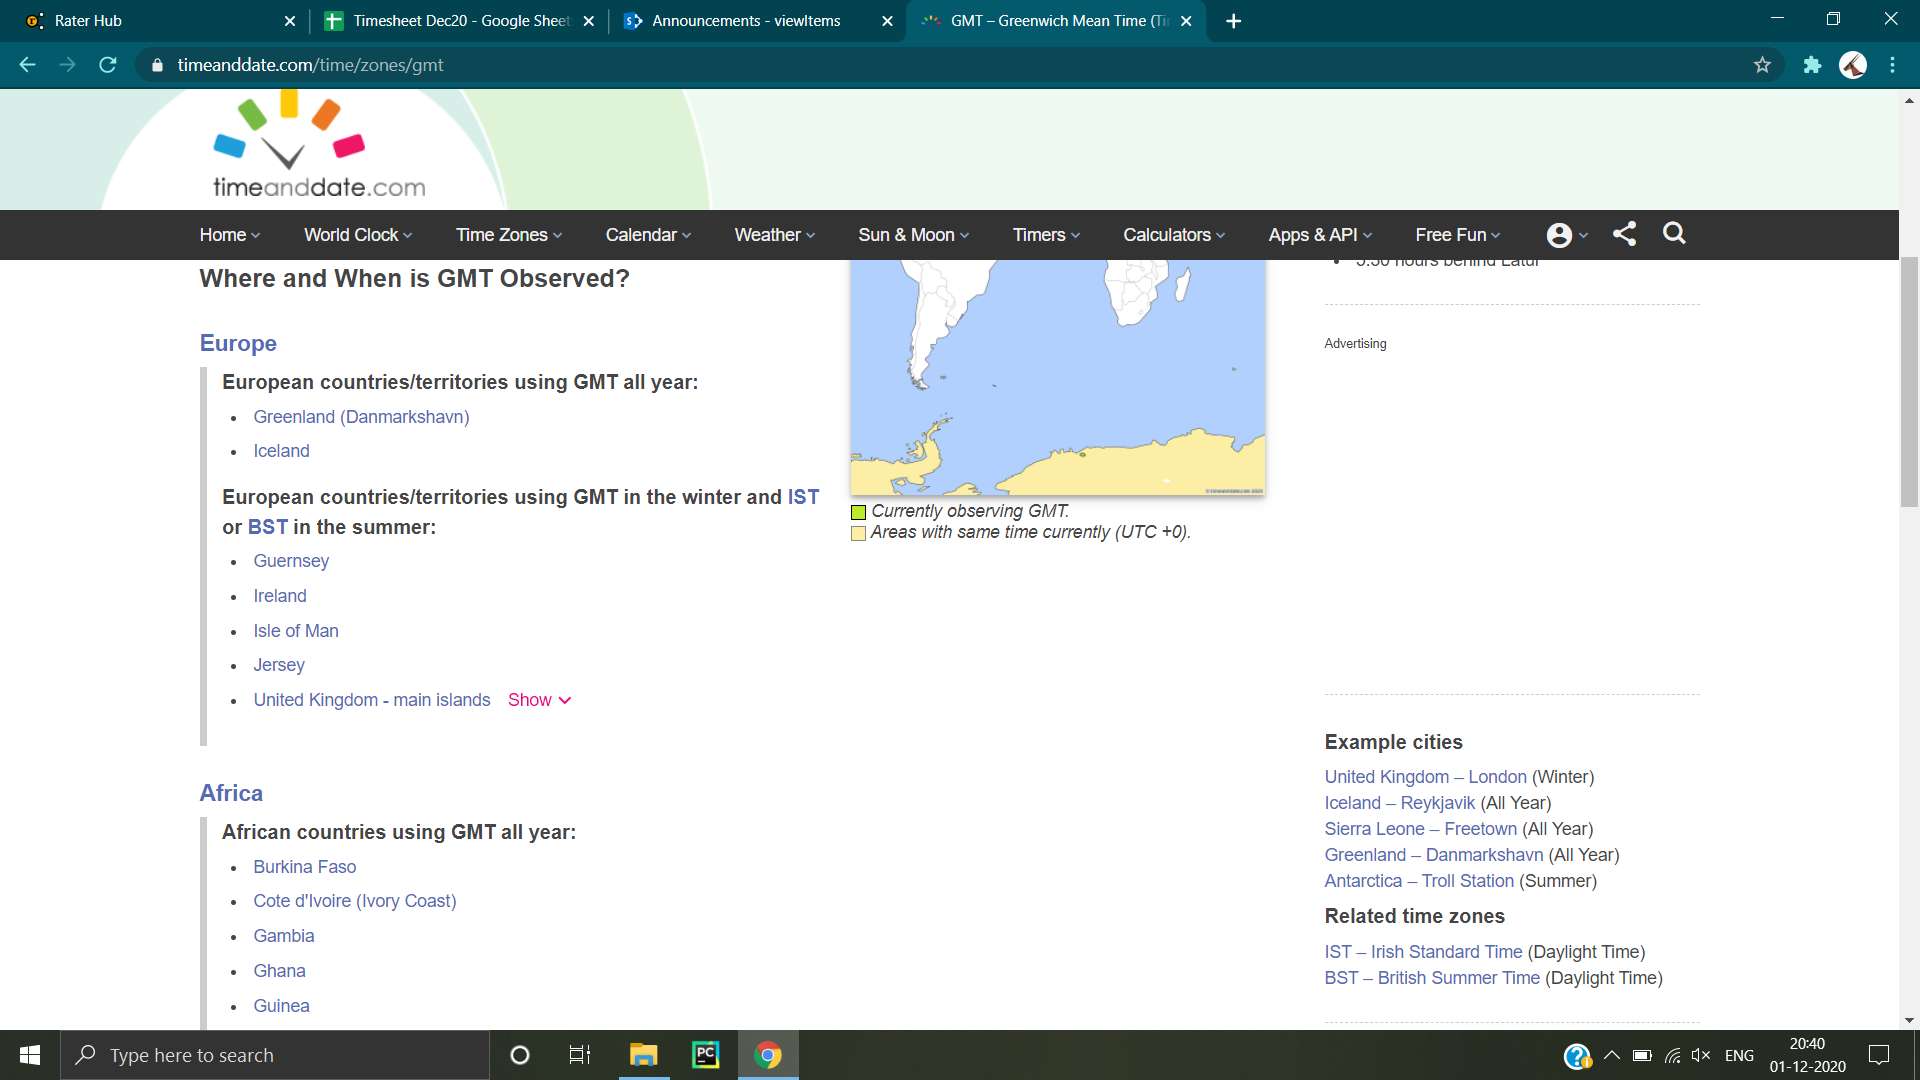 Rater Hub
Timesheet Dec20 - Google Sheet
Announcements - viewItems
GMT – Greenwich Mean Time (Ti
timeanddate.com/time/zones/gmt
timeanddate.com
Home
World Clock
Time Zones
Calendar
Weather
Sun & Moon
Timers
Calculators
Apps & API
Free Fun
Where and When is GMT Observed?
Europe
European countries/territories using GMT all year:
• Greenland (Danmarkshavn)
• Iceland
European countries/territories using GMT in the winter and IST
or BST in the summer:
• Guernsey
• Ireland
• Isle of Man
• Jersey
• United Kingdom - main islands Show
Africa
African countries using GMT all year:
• Burkina Faso
• Cote d'Ivoire (Ivory Coast)
• Gambia
• Ghana
• Guinea
Currently observing GMT.
Areas with same time currently (UTC +0).
• 5:30 hours behind Latur
Advertising
Example cities
United Kingdom – London (Winter)
Iceland – Reykjavik (All Year)
Sierra Leone – Freetown (All Year)
Greenland – Danmarkshavn (All Year)
Antarctica – Troll Station (Summer)
Related time zones
IST – Irish Standard Time (Daylight Time)
BST – British Summer Time (Daylight Time)
Type here to search
PC
ENG
20:40
01-12-2020